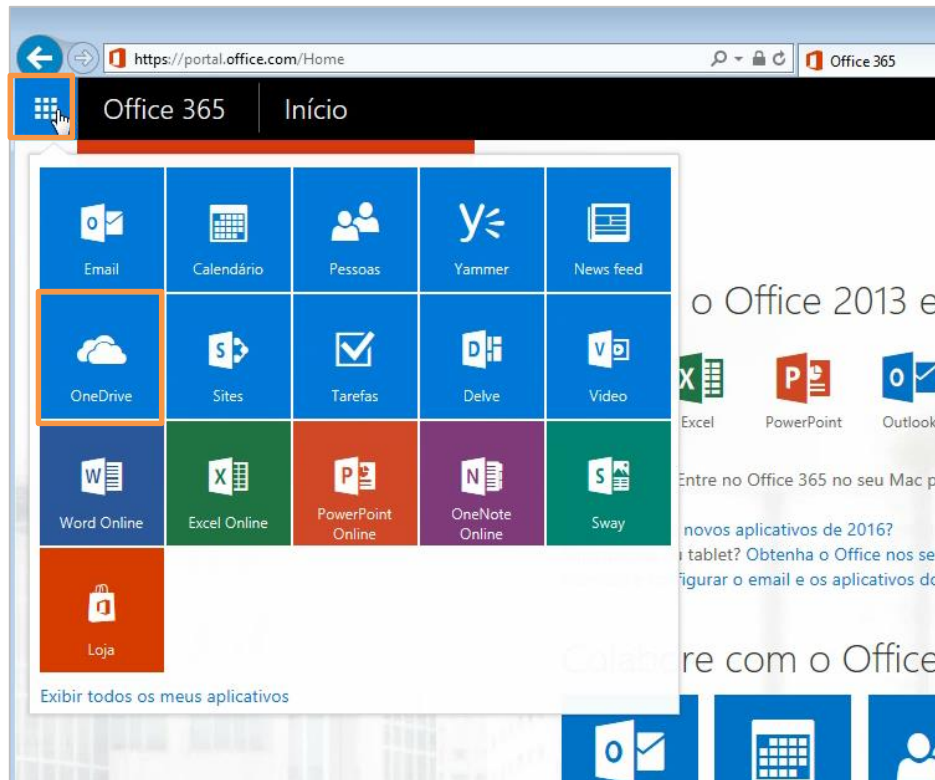 https://portal.office.com/Home
Office 365
Office 365 Início
Email Calendário Pessoas Yammer News feed
OneDrive Sites Tarefas Delve Video
Word Online Excel Online PowerPoint Online OneNote Online Sway
Loja
Exibir todos os meus aplicativos
o Office 2013 e
Excel PowerPoint Outlook
Entre no Office 365 no seu Mac p
novos aplicativos de 2016?
tablet? Obtenha o Office nos se
figurar o email e os aplicativos do
re com o Office